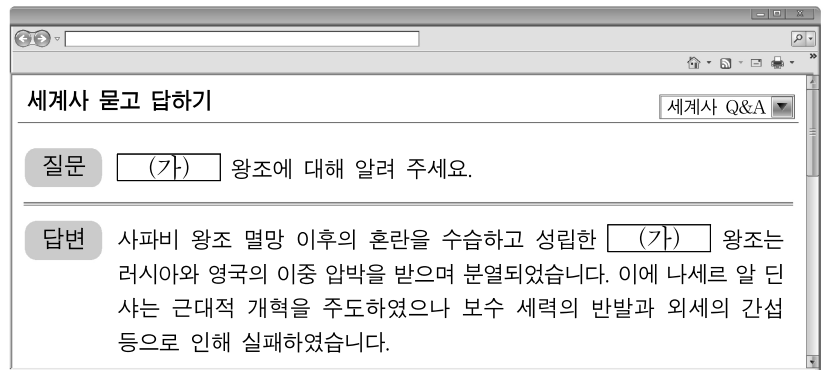 세계사 묻고 답하기
세계사 Q&A
질문 (가) 왕조에 대해 알려 주세요.
답변 사파비 왕조 멸망 이후의 혼란을 수습하고 성립한 (가) 왕조는
러시아와 영국의 이중 압박을 받으며 분열되었습니다. 이에 나세르 알 딘
샤는 근대적 개혁을 주도하였으나 보수 세력의 반발과 외세의 간섭
등으로 인해 실패하였습니다.